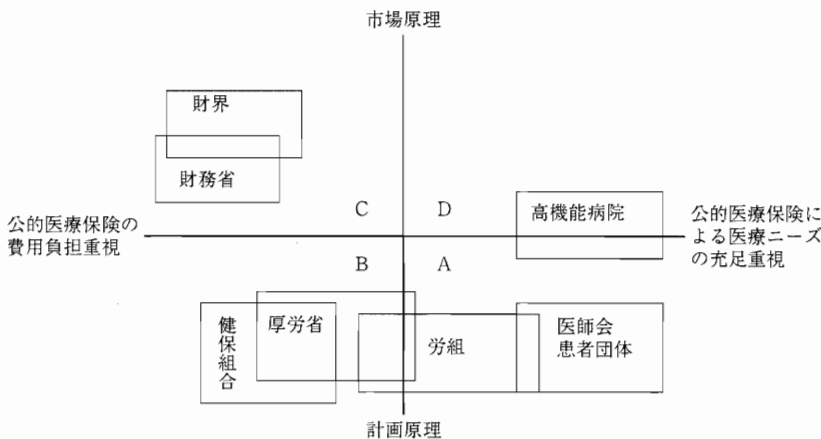 市場原理
財界
財務省
C
D
高機能病院
公的医療保険の
費用負担重視
公的医療保険に
よる医療ニーズ
の充足重視
B
A
健保組合
厚労省
労組
医師会
患者団体
計画原理